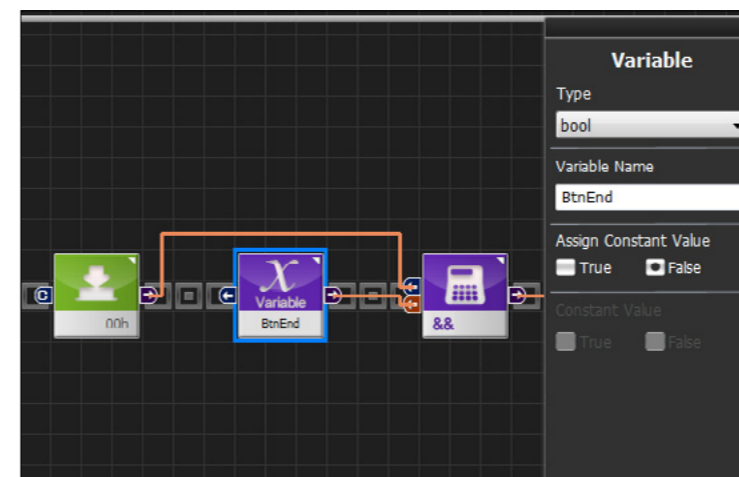 Variable
Type
bool
Variable Name
BtnEnd
Assign Constant Value
True False
Constant Value
True False
C
00h
X
Variable
BtnEnd
&&